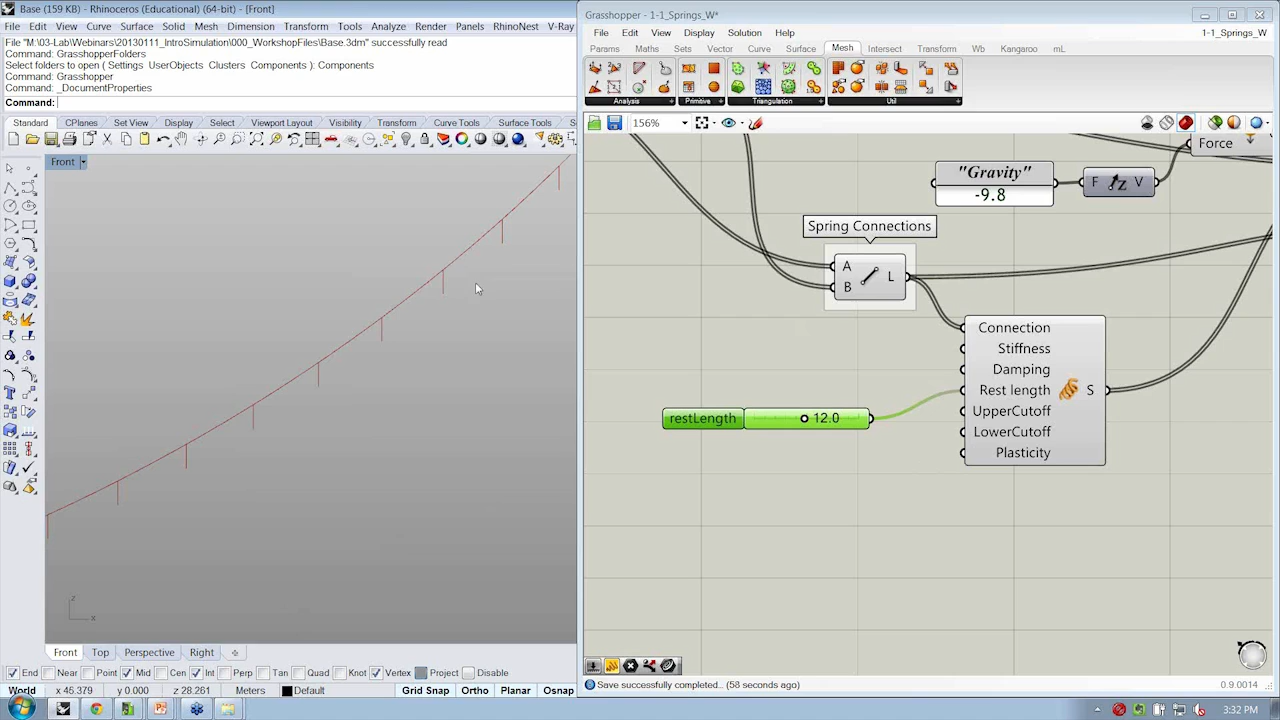 Base (159 KB) - Rhinoceros (Educational) (64-bit) - [Front]
File Edit View Curve Surface Solid Mesh Dimension Transform Tools Analyze Render Panels RhinoNest V-Ray
File "M:\03-Lab\Webinars\20130111_IntroSimulation\000_WorkshopFiles\Base.3dm" successfully read
Command: GrasshopperFolders
Select folders to open ( Settings UserObjects Clusters Components ): Components
Command: Grasshopper
Command: _DocumentProperties
Command:
Standard CPlanes Set View Display Select Viewport Layout Visibility Transform Curve Tools Surface Tools
Front
z
x
Front Top Perspective Right
End Near Point Mid Cen Int Perp Tan Quad Knot Vertex Project Disable
World x 45.379 y 0.000 z 28.261 Meters Default Grid Snap Ortho Planar Osnap
Grasshopper - 1-1_Springs_W*
File Edit View Display Solution Help 1-1_Springs_W
Params Maths Sets Vector Curve Surface Mesh Intersect Transform Wb Kangaroo mL
Analysis Primitive Triangulation Util
156%
Force
"Gravity"
-9.8
F Z V
Spring Connections
A
B
L
Connection
Stiffness
Damping
Rest length
UpperCutoff
LowerCutoff
Plasticity
S
restLength 12.0
Save successfully completed... (58 seconds ago) 0.9.0014
3:32 PM